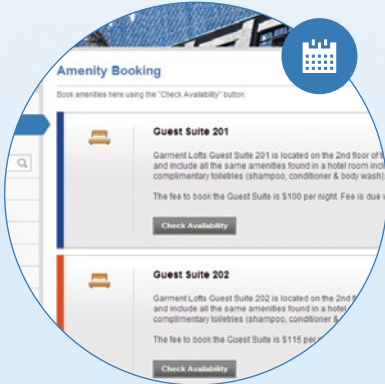 Amenity Booking
Book amenities here using the "Check Availability" button.
Guest Suite 201
Garment Lofts Guest Suite 201 is located on the 2nd floor of
and include all the same amenities found in a hotel room
complimentary toiletries (shampoo, conditioner & body wash)
The fee to book the Guest Suite is $100 per night. Fee is due
Check Availability
Guest Suite 202
Garment Lofts Guest Suite 202 is located on the 2nd
and include all the same amenities found in a hotel
complimentary toiletries (shampoo, conditioner &
The fee to book the Guest Suite is $115 per
Check Availability